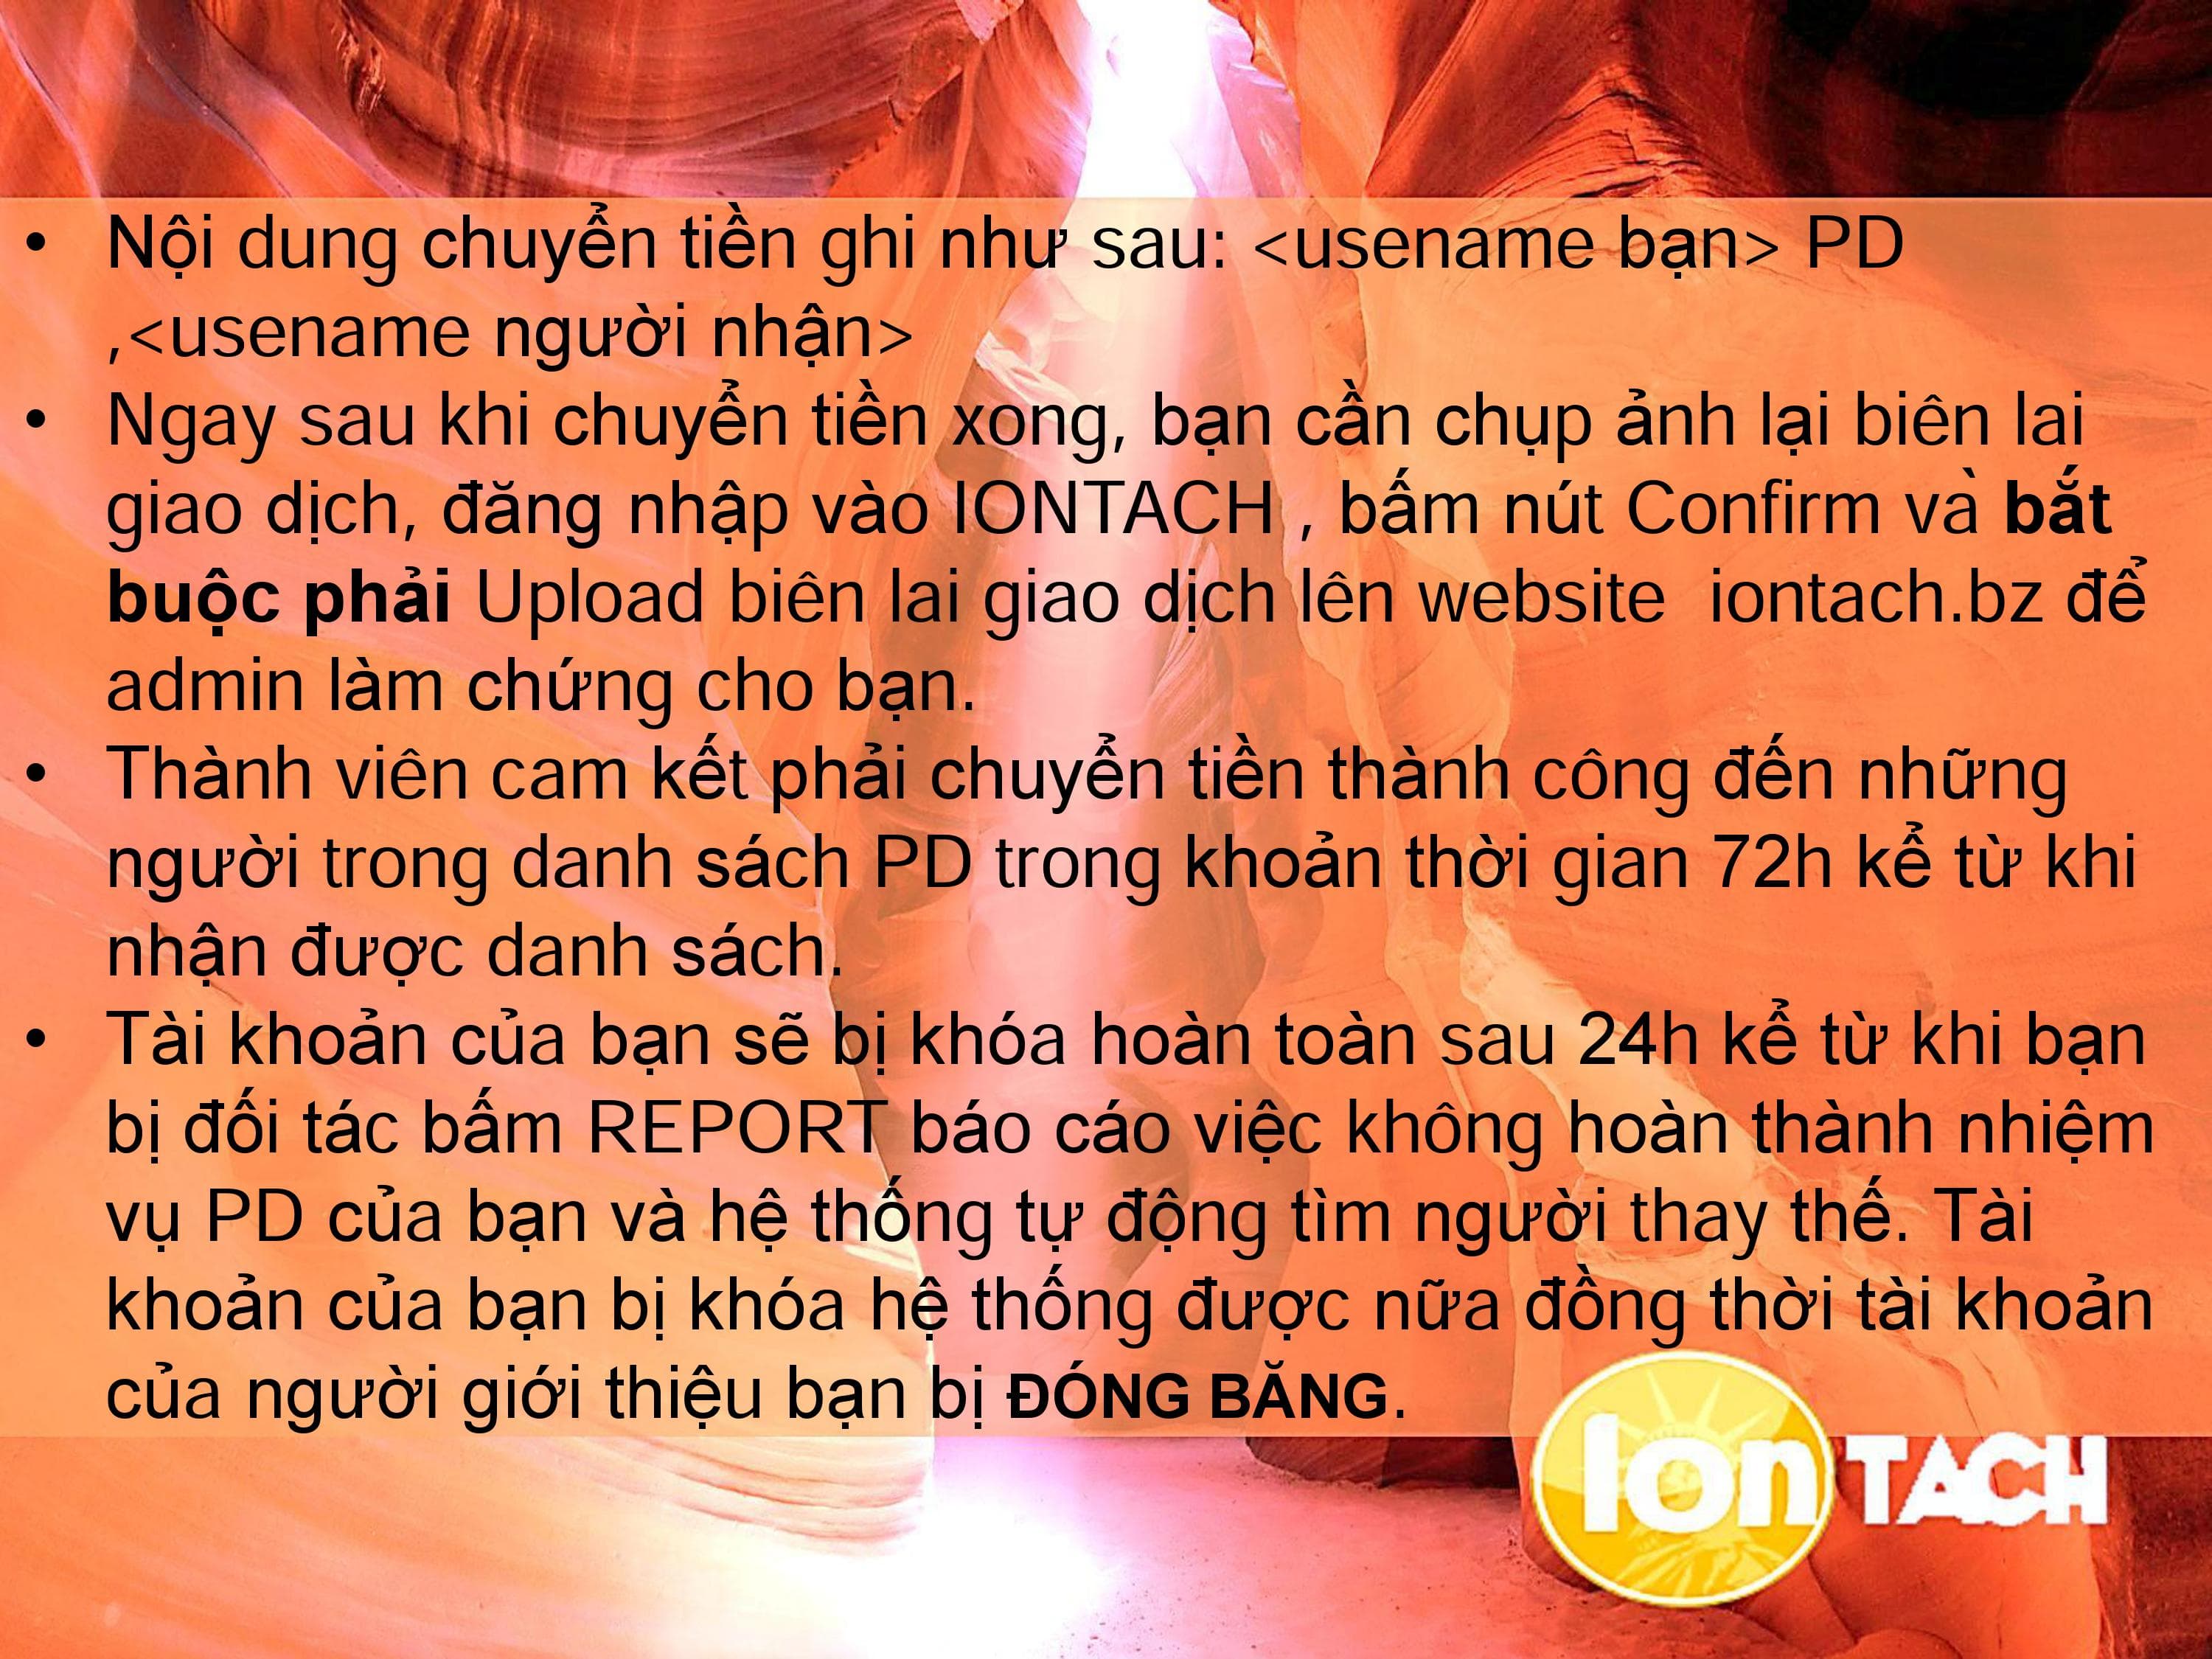 • Nội dung chuyển tiền ghi như sau: <usename bạn> PD
,<usename người nhận>
• Ngay sau khi chuyển tiền xong, bạn cần chụp ảnh lại biên lai
giao dịch, đăng nhập vào IONTACH , bấm nút Confirm và bắt
buộc phải Upload biên lai giao dịch lên website  iontach.bz để
admin làm chứng cho bạn.
• Thành viên cam kết phải chuyển tiền thành công đến những
người trong danh sách PD trong khoản thời gian 72h kể từ khi
nhận được danh sách.
• Tài khoản của bạn sẽ bị khóa hoàn toàn sau 24h kể từ khi bạn
bị đối tác bấm REPORT báo cáo việc không hoàn thành nhiệm
vụ PD của bạn và hệ thống tự động tìm người thay thế. Tài
khoản của bạn bị khóa hệ thống được nữa đồng thời tài khoản
của người giới thiệu bạn bị ĐÓNG BĂNG.
Ion TACH